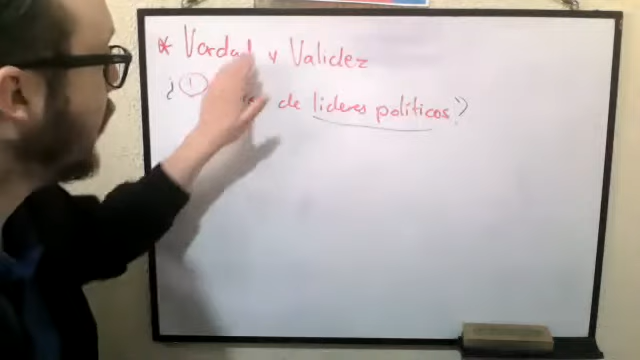 * Verdad y Validez
¿ de líderes políticos?